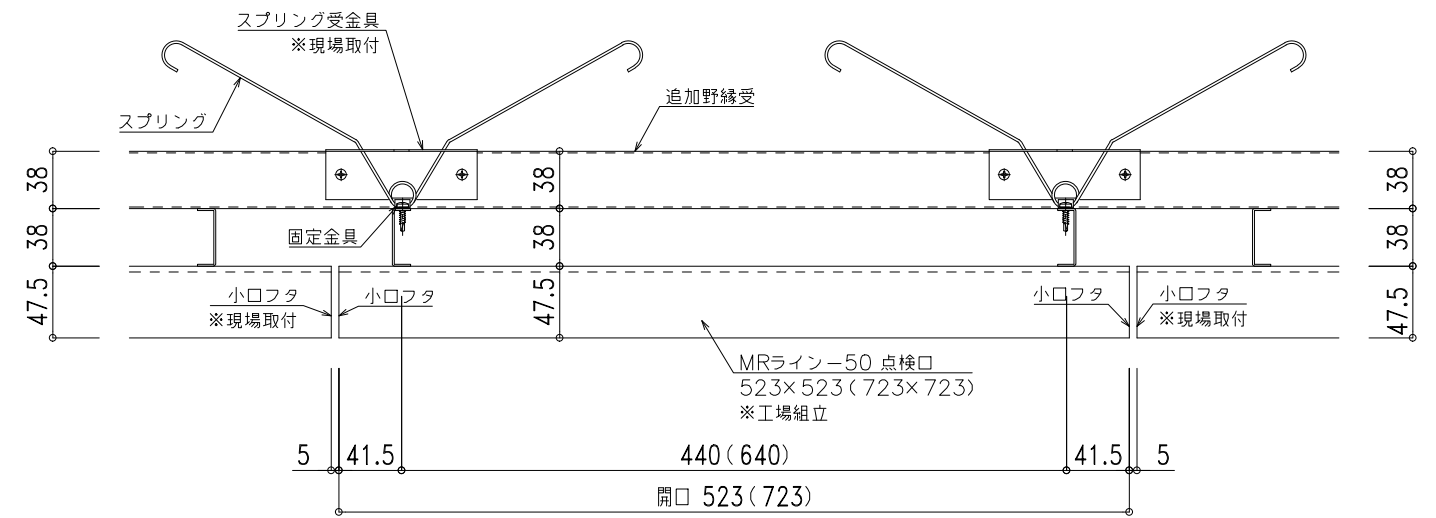 スプリング受金具
※現場取付
スプリング
追加野縁受
38
38
38
固定金具
38
38
38
小口フタ
※現場取付
小口フタ
小口フタ
小口フタ
※現場取付
47.5
47.5
47.5
MRライン－50 点検口
523×523(723×723)
※工場組立
5 41.5 440(640) 41.5 5
開口 523(723)